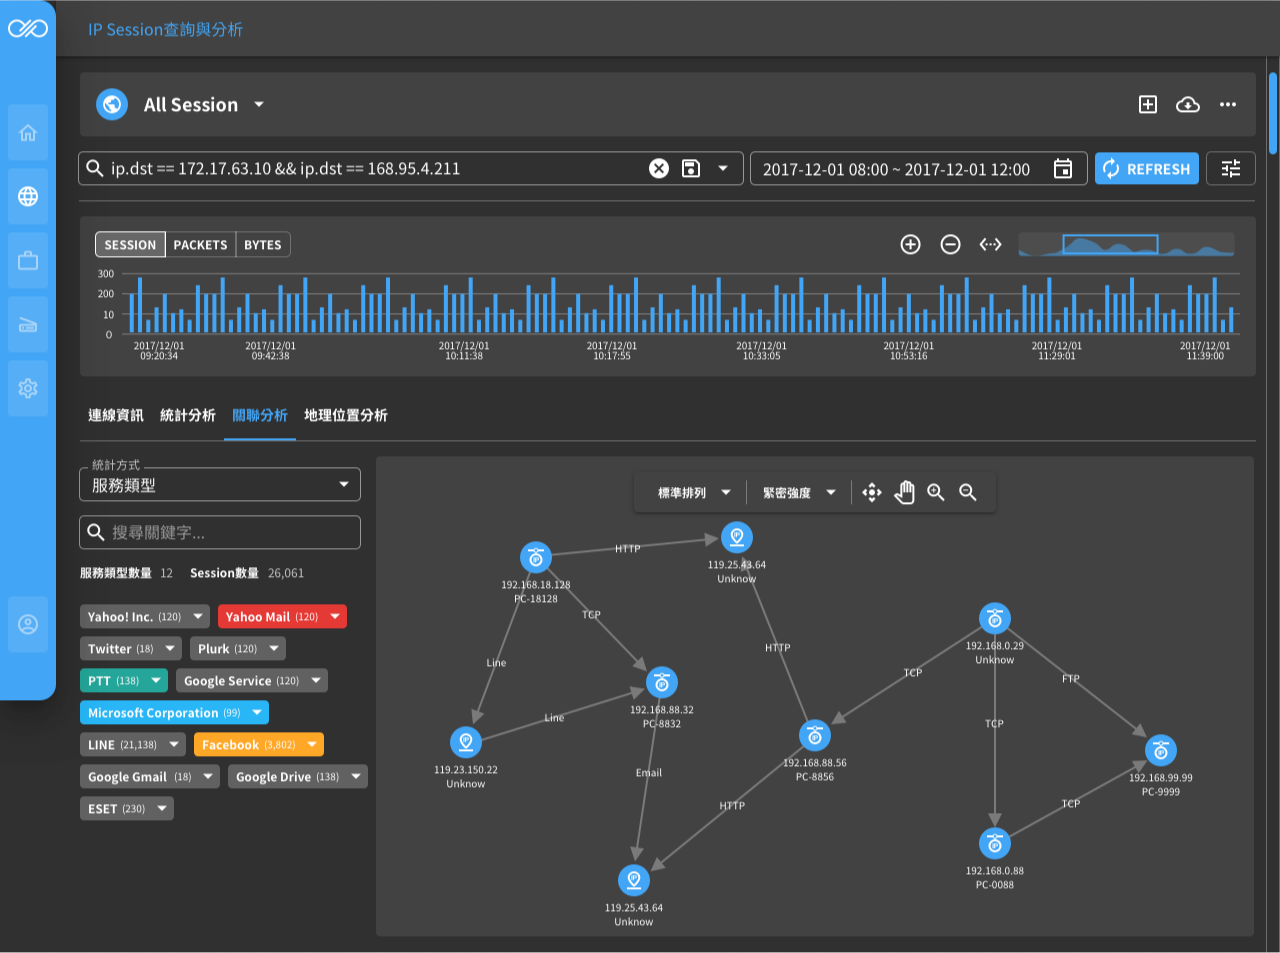 IP Session查詢與分析
All Session
ip.dst == 172.17.63.10 && ip.dst == 168.95.4.211
2017-12-01 08:00 ~ 2017-12-01 12:00
REFRESH
SESSION PACKETS BYTES
300
200
10
0
2017/12/01 09:20:34
2017/12/01 09:42:38
2017/12/01 10:11:38
2017/12/01 10:17:55
2017/12/01 10:33:05
2017/12/01 10:53:16
2017/12/01 11:29:01
2017/12/01 11:39:00
連線資訊 統計分析 關聯分析 地理位置分析
統計方式
服務類型
搜尋關鍵字...
服務類型數量 12 Session數量 26,061
Yahoo! Inc. (120) Yahoo Mail (120)
Twitter (18) Plurk (120)
PTT (138) Google Service (120)
Microsoft Corporation (99)
LINE (21,138) Facebook (3,802)
Google Gmail (18) Google Drive (138)
ESET (230)
標準排列 緊密強度
IP
192.168.18.128
PC-18128
HTTP
IP
119.25.43.64
Unknow
TCP
Line
HTTP
IP
192.168.88.32
PC-8832
Line
IP
119.23.150.22
Unknow
Email
IP
192.168.88.56
PC-8856
HTTP
IP
119.25.43.64
Unknow
IP
192.168.0.29
Unknow
TCP
FTP
TCP
IP
192.168.99.99
PC-9999
TCP
IP
192.168.0.88
PC-0088